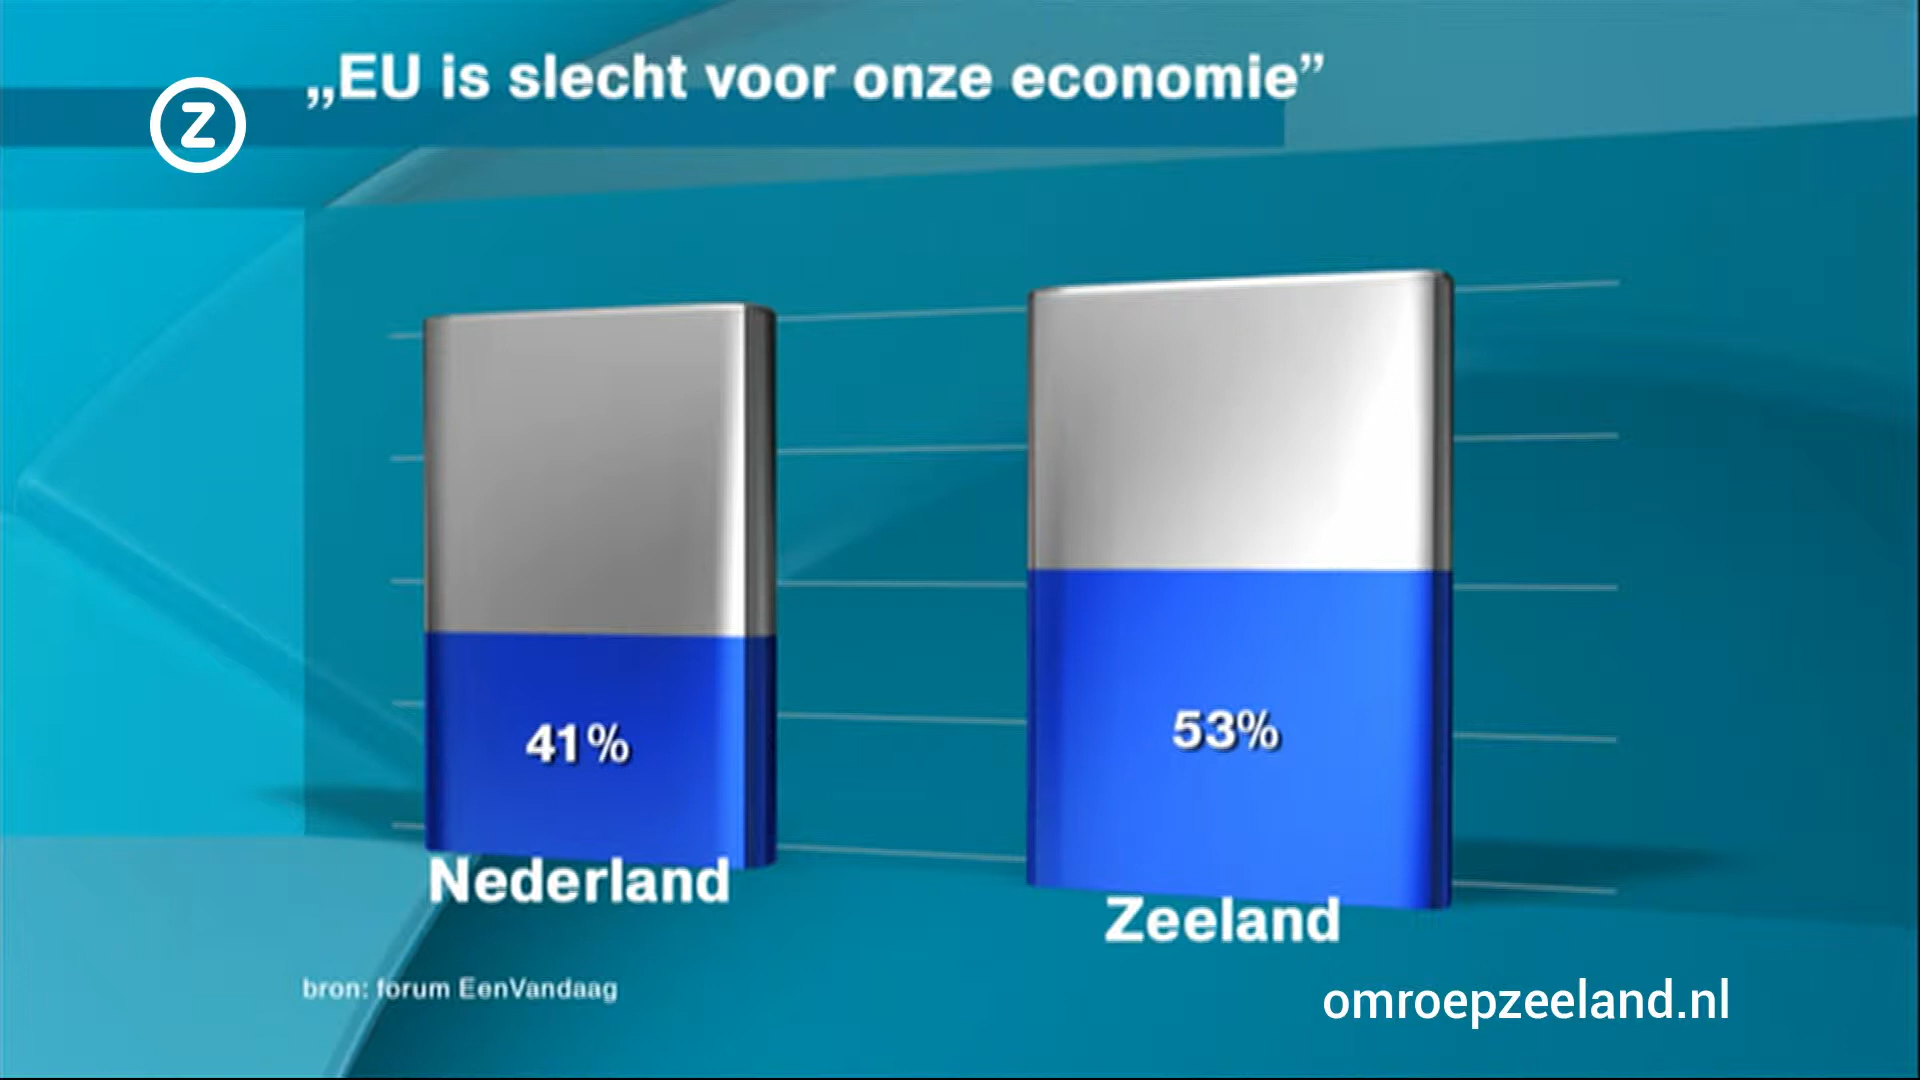 „EU is slecht voor onze economie”
Z
41%
53%
Nederland
Zeeland
bron: forum EenVandaag
omroepzeeland.nl